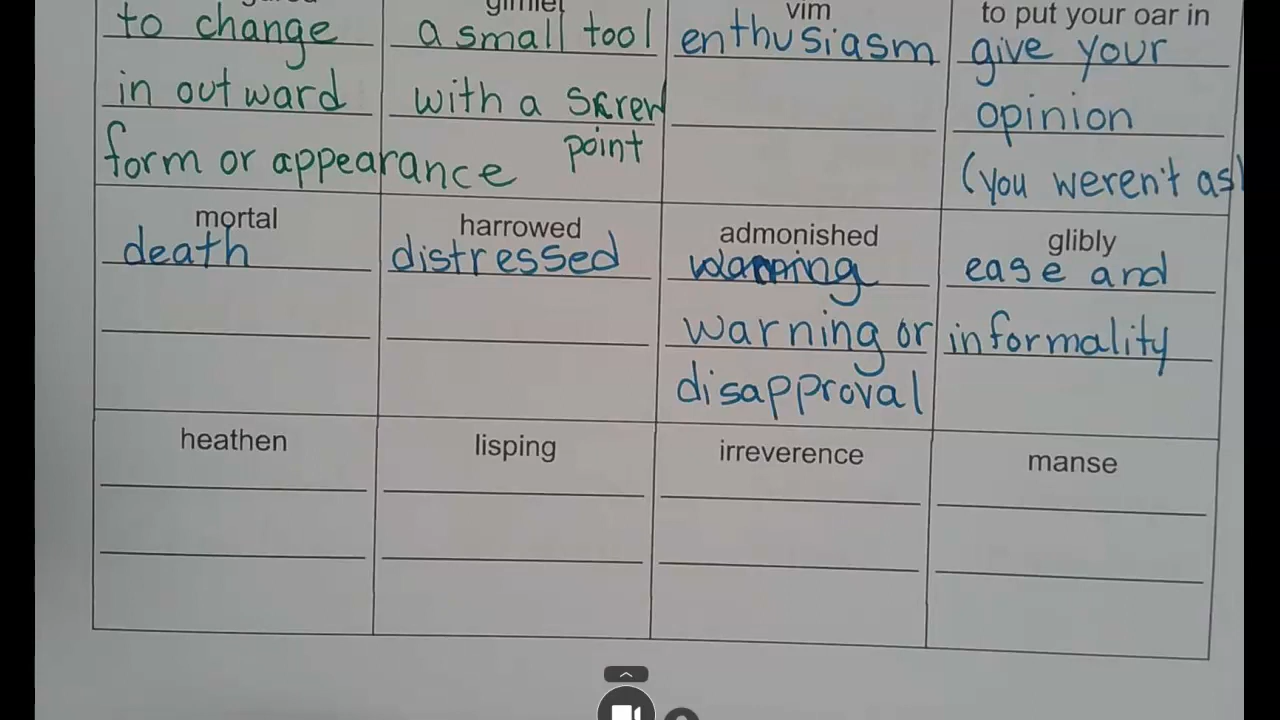 gimlet
vim
to put your oar in
to change
a small tool
enthusiasm
give your
in outward
with a screw
opinion
form or appearance
point
(you weren't as
mortal
harrowed
admonished
glibly
death
distressed
warning
ease and
warning or
informality
disapproval
heathen
lisping
irreverence
manse